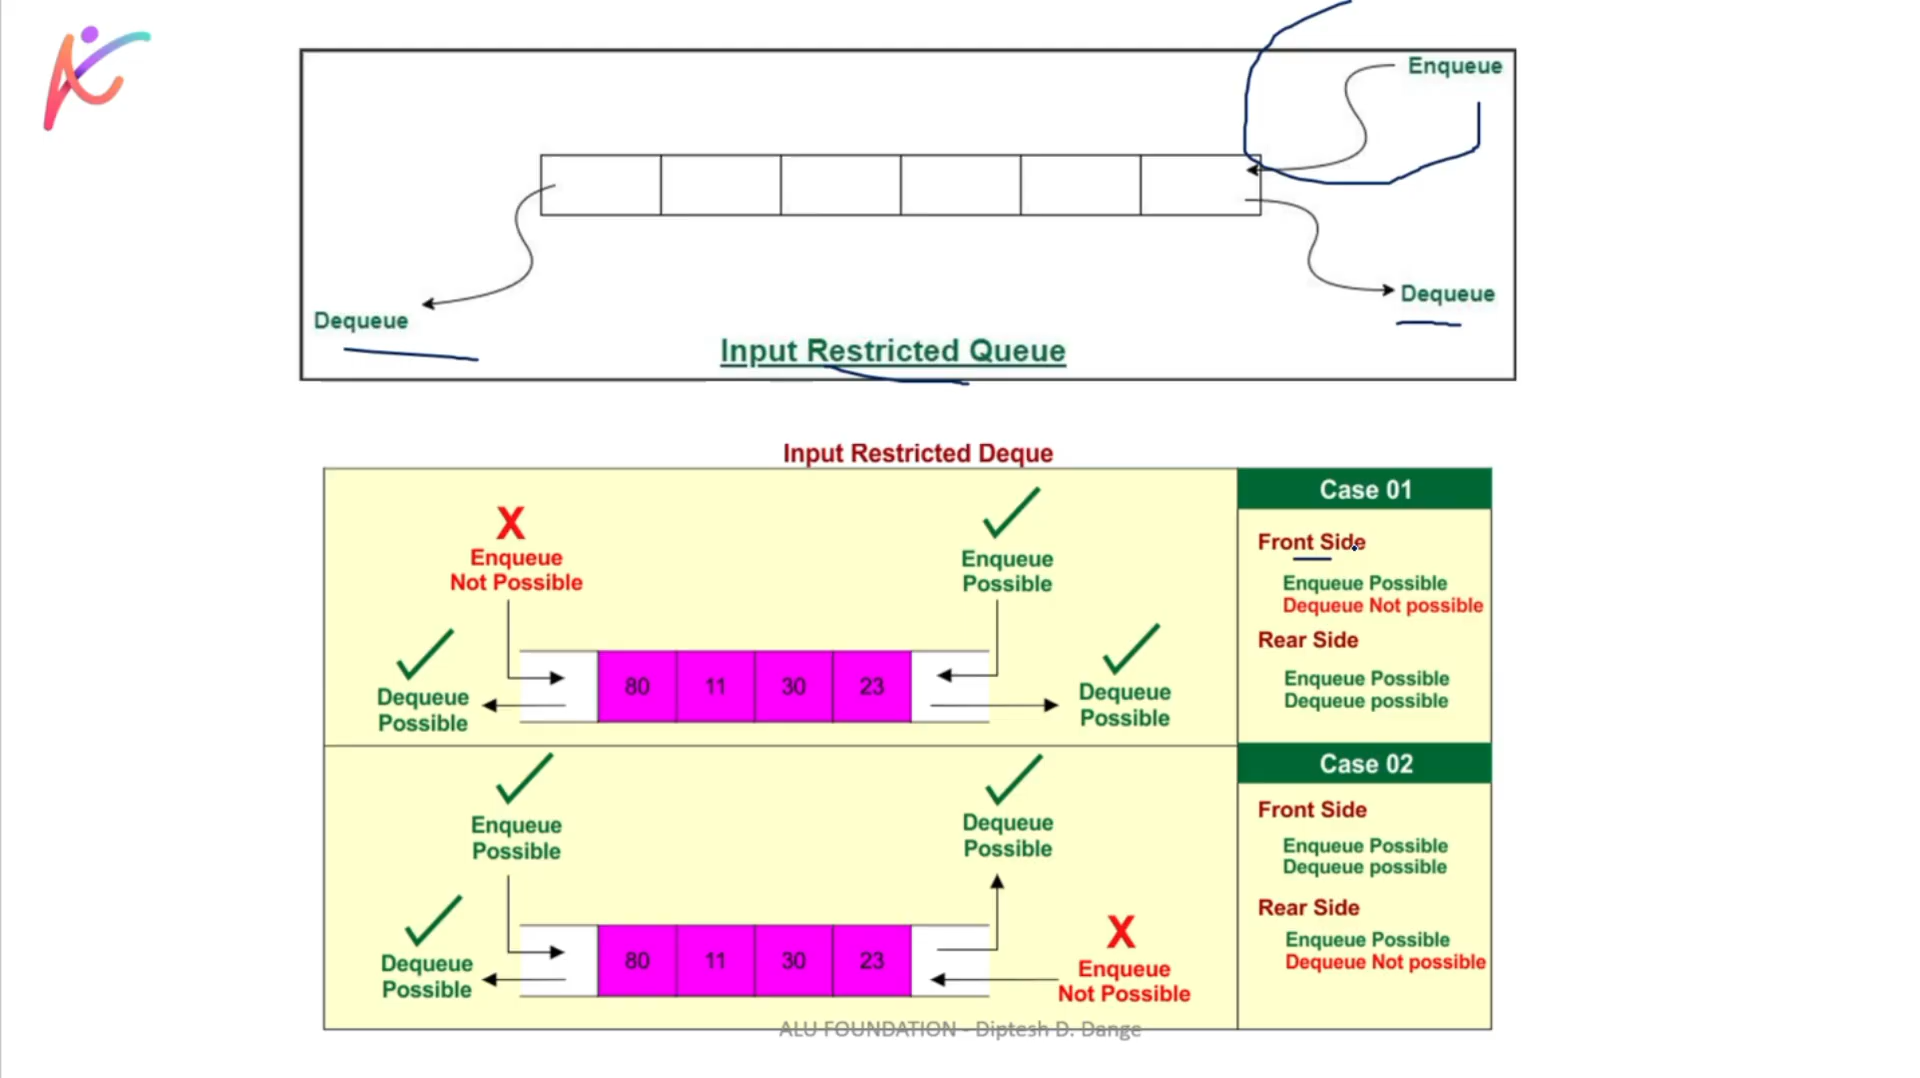 Enqueue
Dequeue
Dequeue
Input Restricted Queue
Input Restricted Deque
X
Enqueue
Not Possible
Enqueue
Possible
Dequeue
Possible
80 11 30 23
Dequeue
Possible
Case 01
Front Side
Enqueue Possible
Dequeue Not possible
Rear Side
Enqueue Possible
Dequeue possible
Enqueue
Possible
Dequeue
Possible
Dequeue
Possible
80 11 30 23
X
Enqueue
Not Possible
Case 02
Front Side
Enqueue Possible
Dequeue possible
Rear Side
Enqueue Possible
Dequeue Not possible
ALU FOUNDATION - Diptesh D. Dange